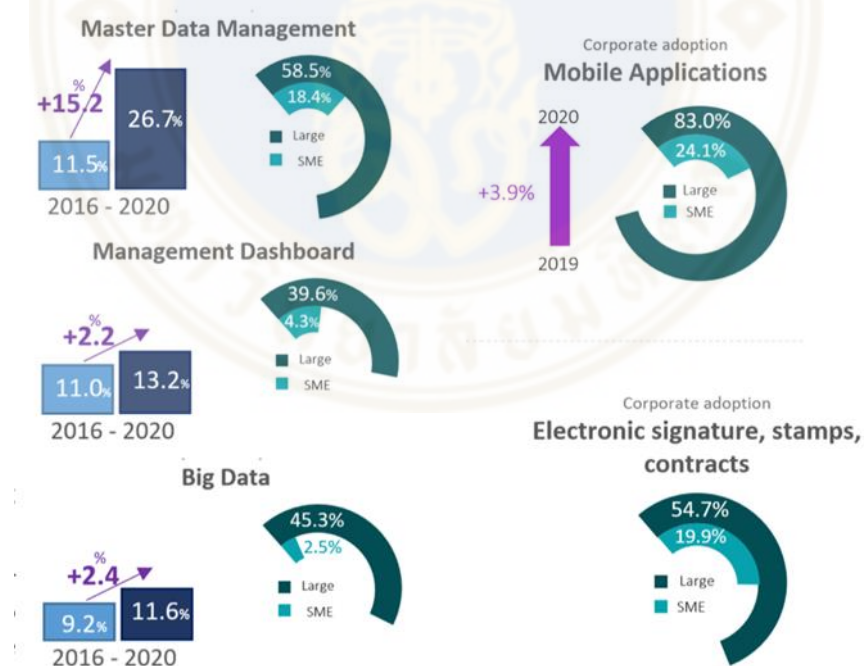 Master Data Management
%
+15.2
11.5%
26.7%
2016 - 2020
58.5%
18.4%
Large
SME
Management Dashboard
%
+2.2
11.0%
13.2%
2016 - 2020
39.6%
4.3%
Large
SME
Big Data
%
+2.4
9.2%
11.6%
2016 - 2020
45.3%
2.5%
Large
SME
Corporate adoption
Mobile Applications
2020
+3.9%
2019
83.0%
24.1%
Large
SME
Corporate adoption
Electronic signature, stamps,
contracts
54.7%
19.9%
Large
SME